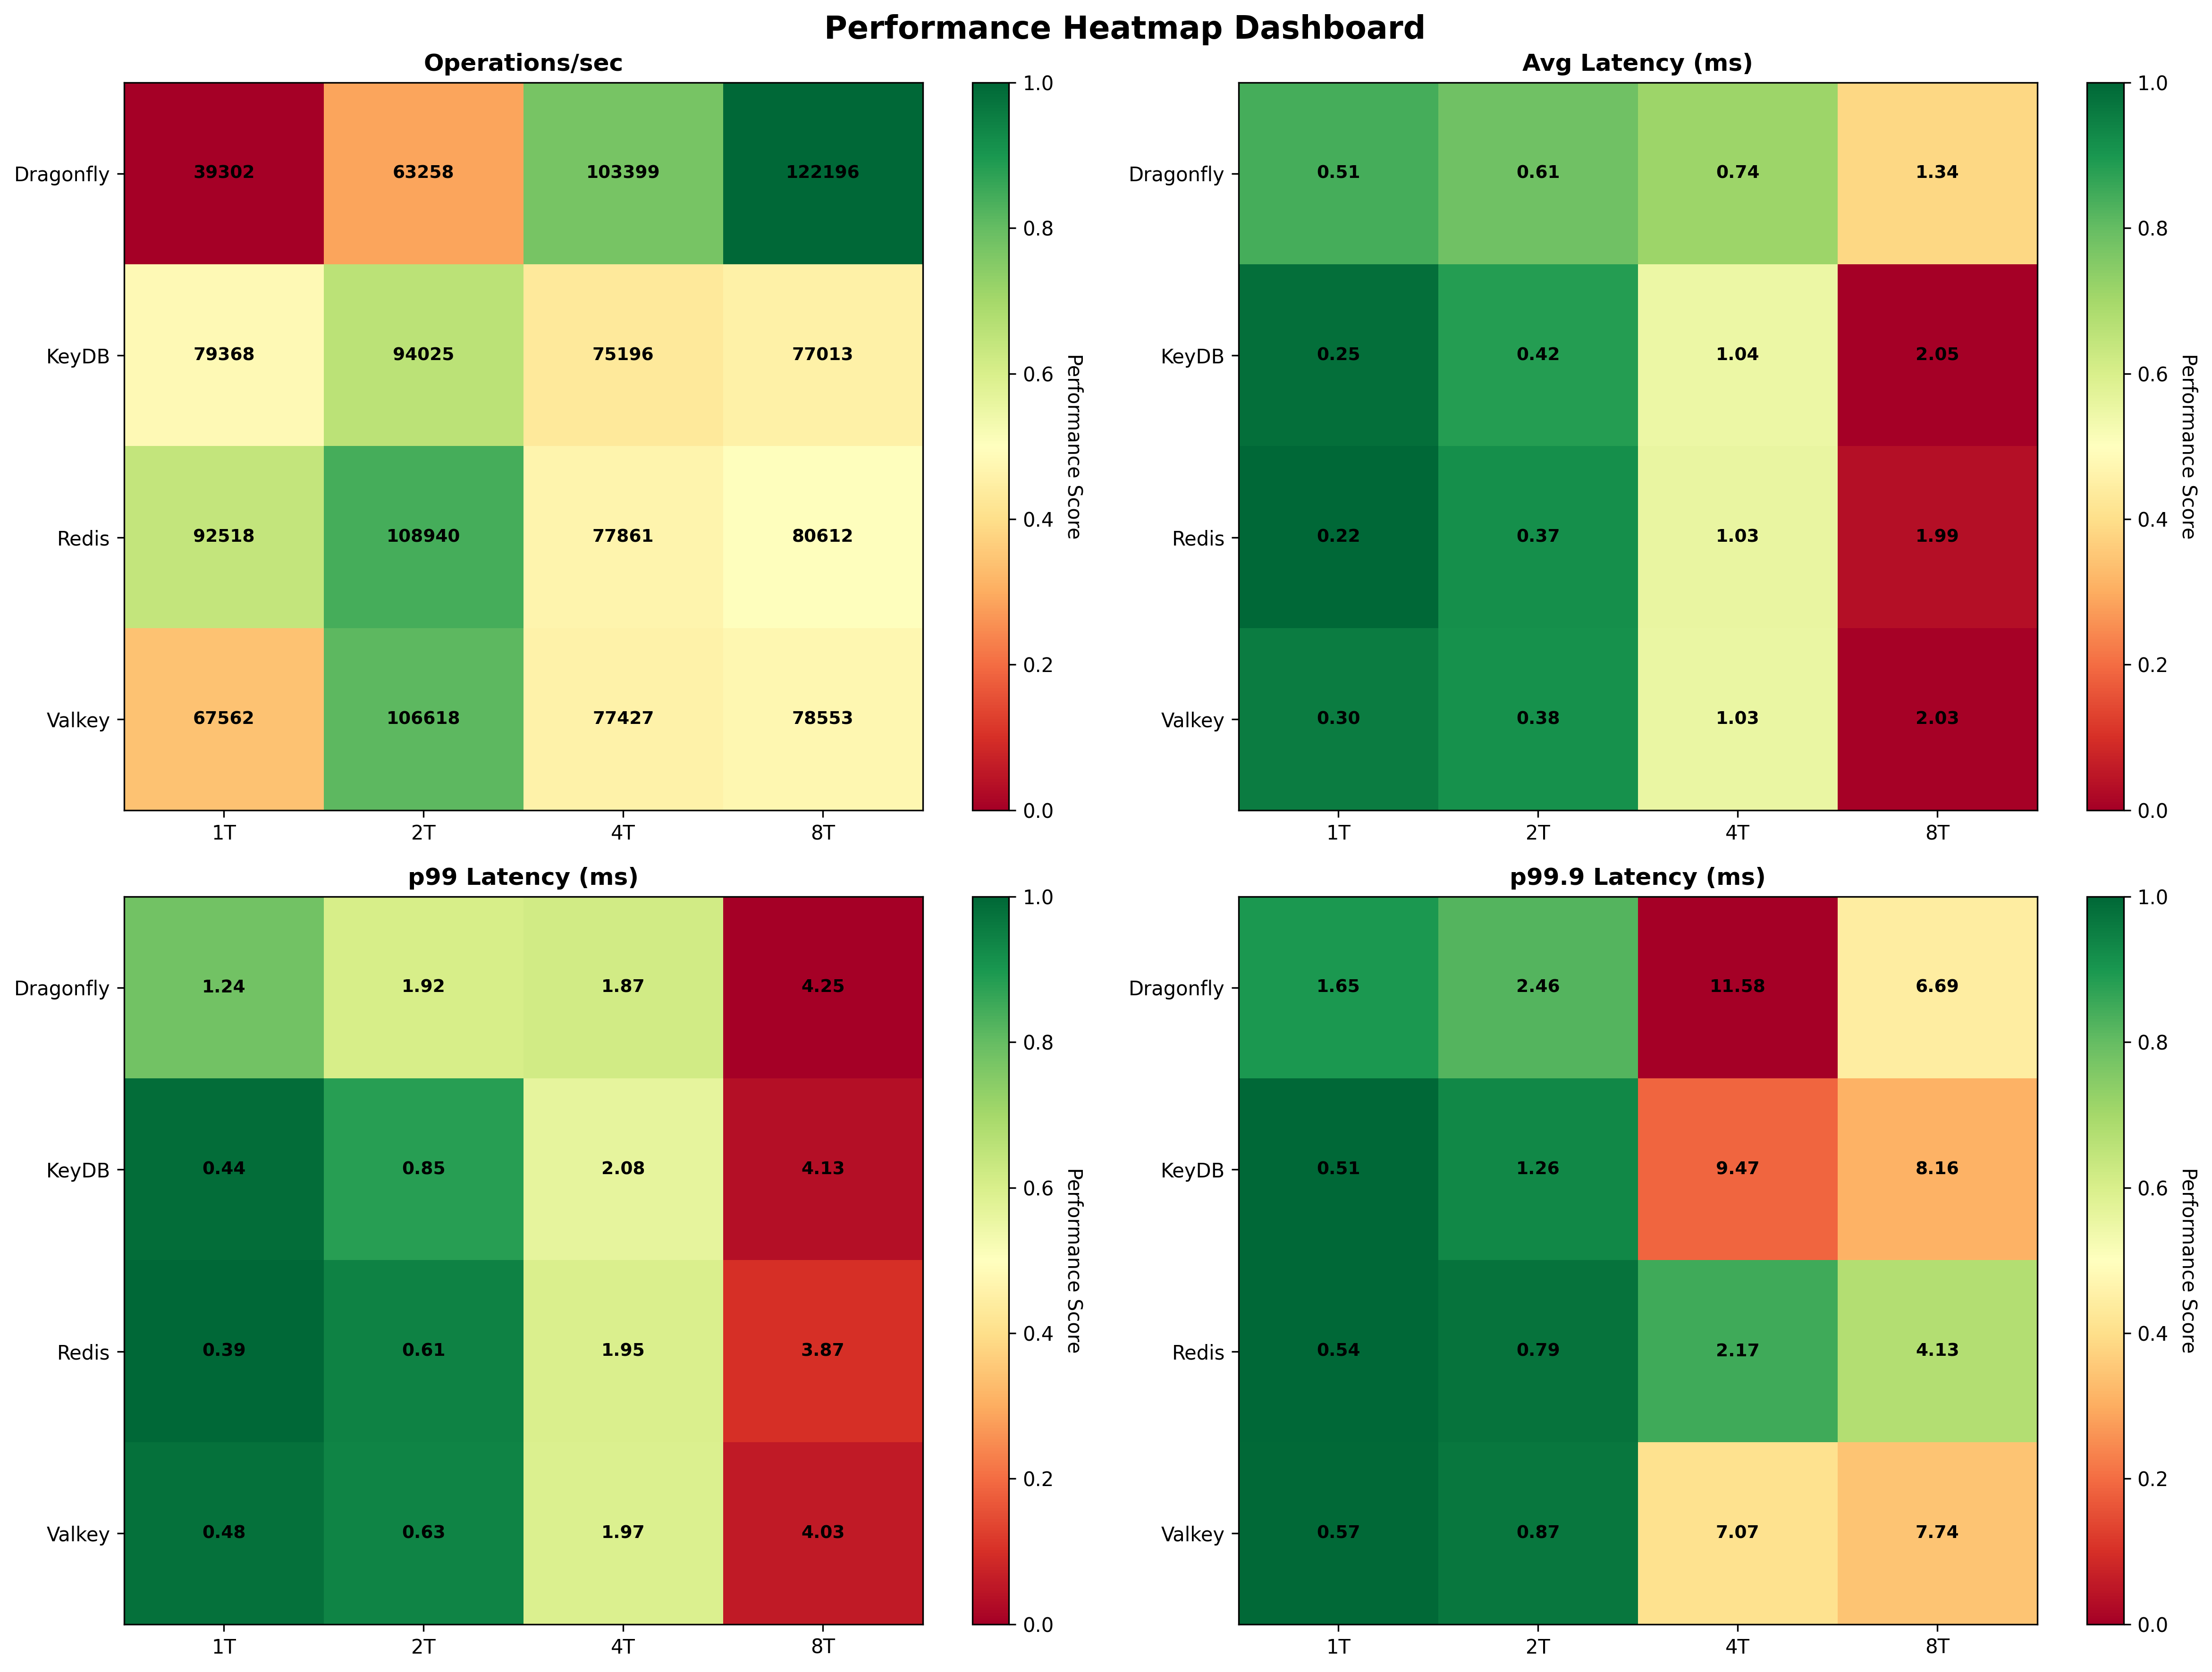 Performance Heatmap Dashboard
Operations/sec
Dragonfly 39302 63258 103399 122196
KeyDB 79368 94025 75196 77013
Redis 92518 108940 77861 80612
Valkey 67562 106618 77427 78553
1T 2T 4T 8T
1.0
0.8
0.6
0.4
0.2
0.0
Performance Score
Avg Latency (ms)
Dragonfly 0.51 0.61 0.74 1.34
KeyDB 0.25 0.42 1.04 2.05
Redis 0.22 0.37 1.03 1.99
Valkey 0.30 0.38 1.03 2.03
1T 2T 4T 8T
1.0
0.8
0.6
0.4
0.2
0.0
Performance Score
p99 Latency (ms)
Dragonfly 1.24 1.92 1.87 4.25
KeyDB 0.44 0.85 2.08 4.13
Redis 0.39 0.61 1.95 3.87
Valkey 0.48 0.63 1.97 4.03
1T 2T 4T 8T
1.0
0.8
0.6
0.4
0.2
0.0
Performance Score
p99.9 Latency (ms)
Dragonfly 1.65 2.46 11.58 6.69
KeyDB 0.51 1.26 9.47 8.16
Redis 0.54 0.79 2.17 4.13
Valkey 0.57 0.87 7.07 7.74
1T 2T 4T 8T
1.0
0.8
0.6
0.4
0.2
0.0
Performance Score